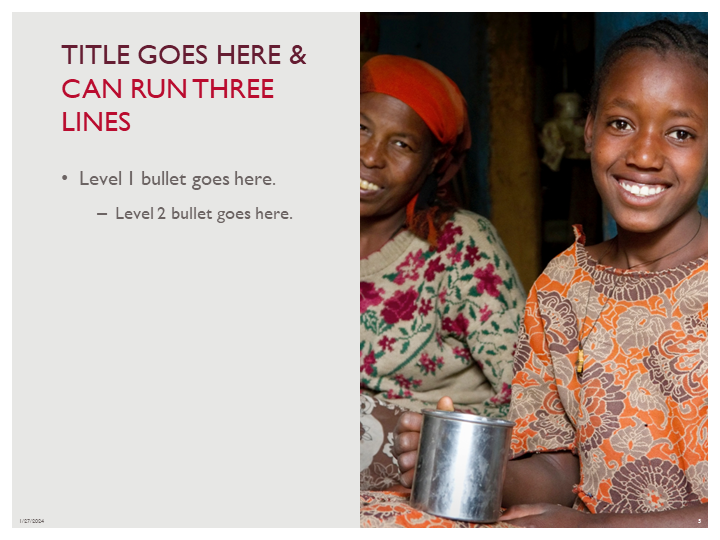 TITLE GOES HERE &
CAN RUN THREE
LINES
• Level 1 bullet goes here.
– Level 2 bullet goes here.
1/27/2024
3